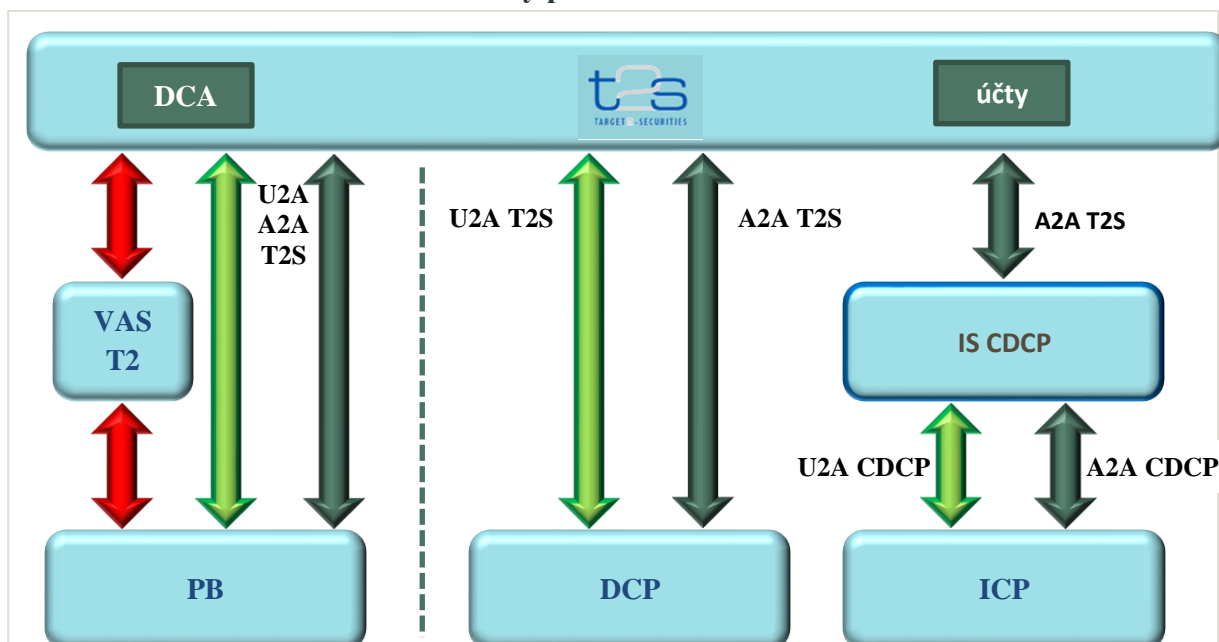 DCA
t2s
TARGET2-SECURITIES
účty
U2A
A2A
T2S
U2A T2S
A2A T2S
A2A T2S
VAS
T2
IS CDCP
U2A CDCP
A2A CDCP
PB
DCP
ICP